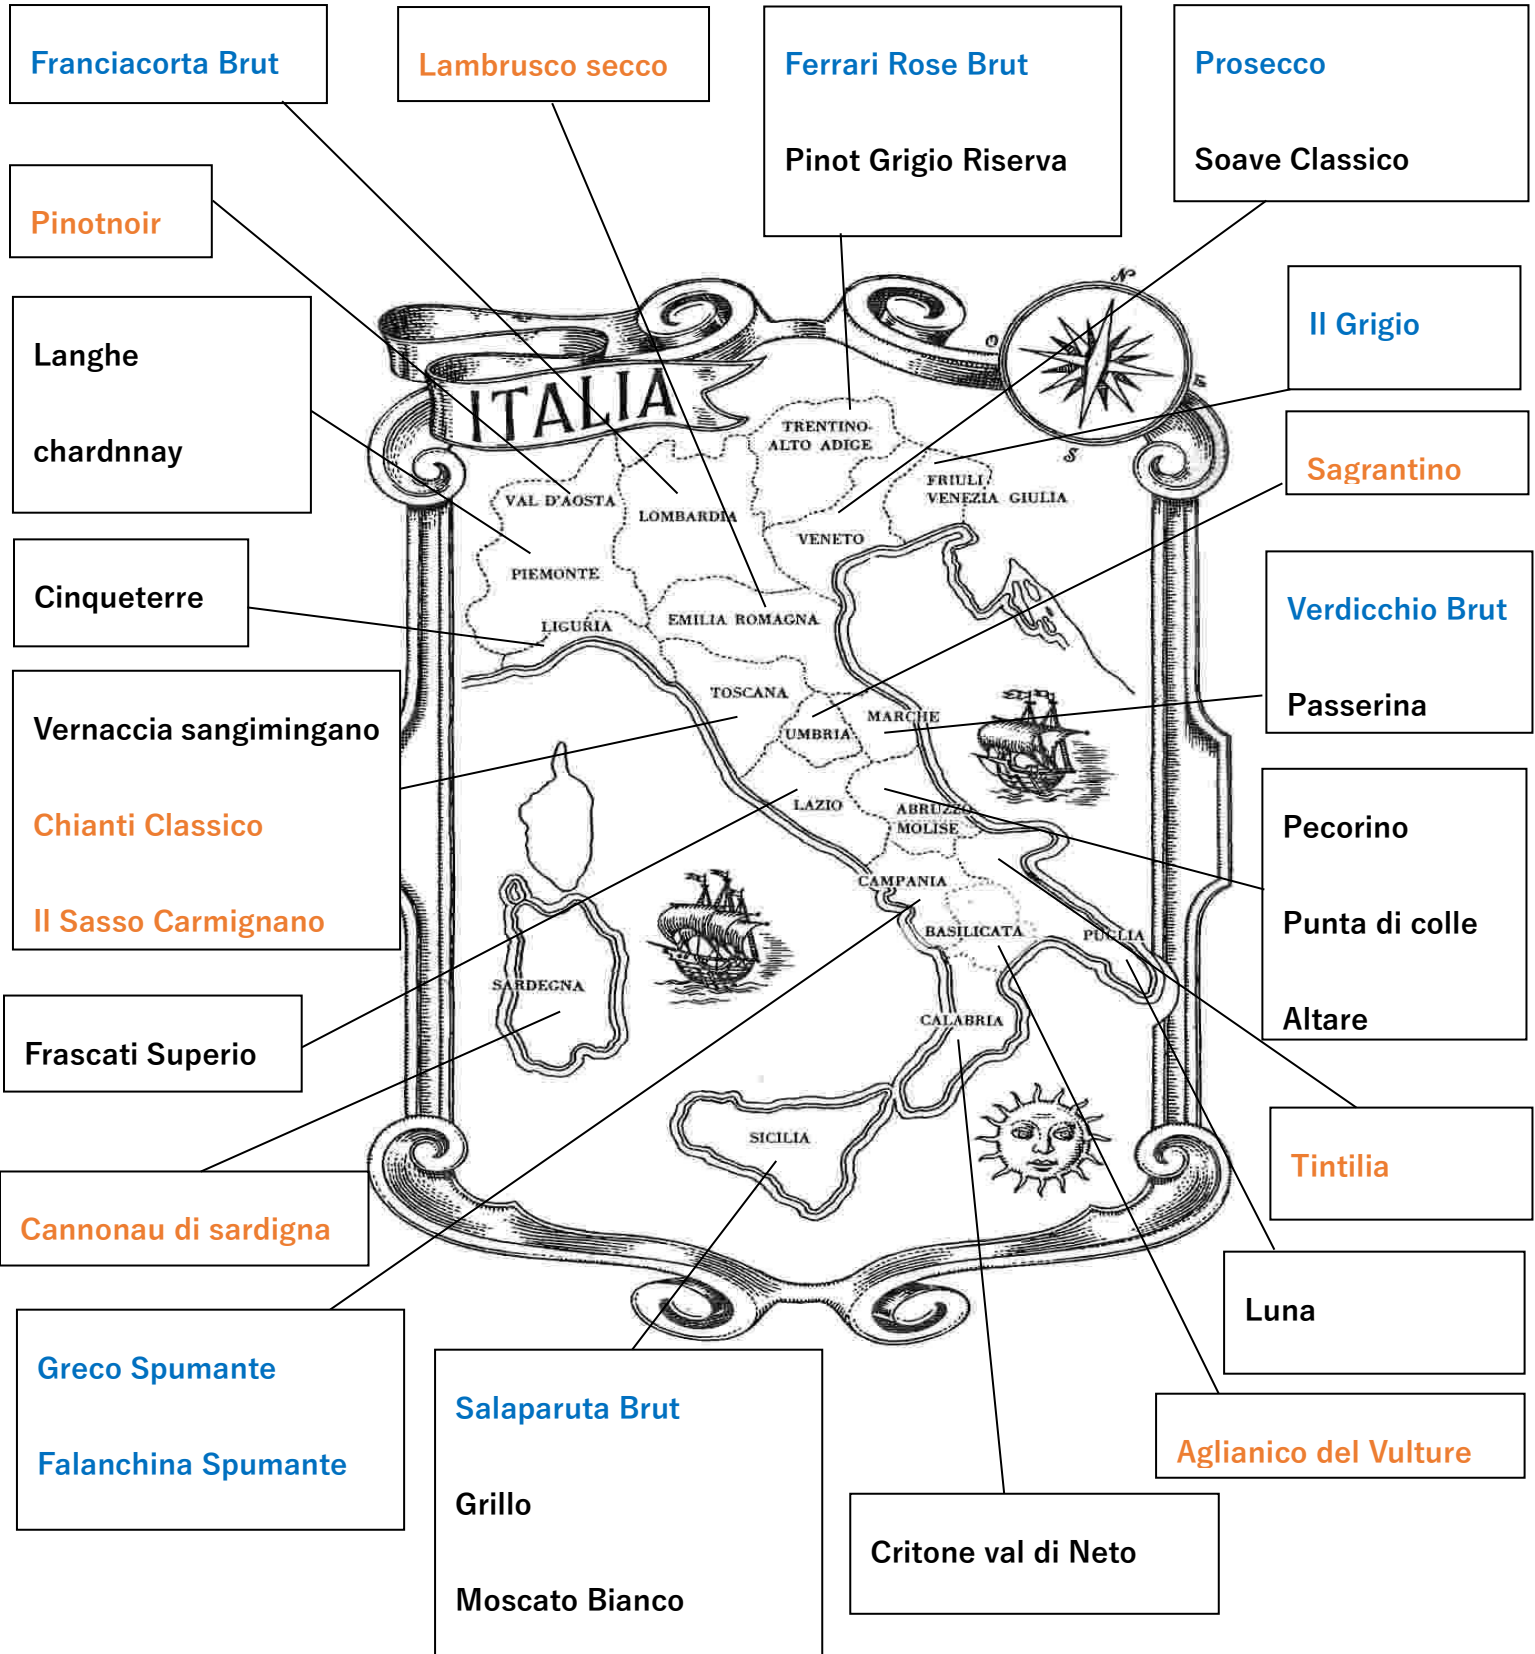 Franciacorta Brut
Lambrusco secco
Ferrari Rose Brut
Pinot Grigio Riserva
Prosecco
Soave Classico
Pinotnoir
Il Grigio
Langhe
chardnnay
Sagrantino
Cinqueterre
Verdicchio Brut
Passerina
Vernaccia sangimingano
Chianti Classico
Il Sasso Carmignano
Pecorino
Punta di colle
Altare
Frascati Superio
Tintilia
Cannonau di sardigna
Luna
Greco Spumante
Falanchina Spumante
Salaparuta Brut
Grillo
Moscato Bianco
Aglianico del Vulture
Critone val di Neto
ITALIA
N
O
E
S
TRENTINO-
ALTO ADIGE
VAL D'AOSTA
LOMBARDIA
FRIULI
VENEZIA GIULIA
VENETO
PIEMONTE
LIGURIA
EMILIA ROMAGNA
TOSCANA
UMBRIA
MARCHE
LAZIO
ABRUZZO
MOLISE
CAMPANIA
BASILICATA
PUGLIA
SARDEGNA
CALABRIA
SICILIA